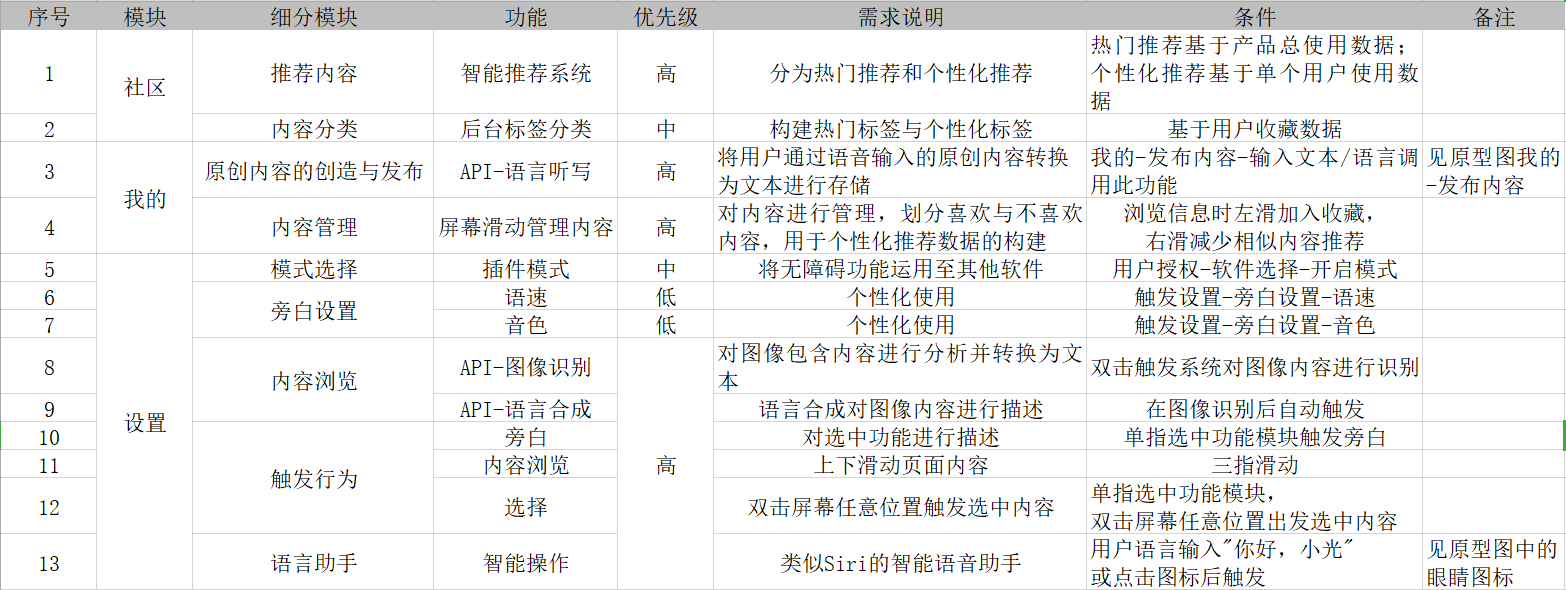 序号 模块 细分模块 功能 优先级 需求说明 条件 备注
1 社区 推荐内容 智能推荐系统 高 分为热门推荐和个性化推荐 热门推荐基于产品总使用数据；
个性化推荐基于单个用户使用数
据
2 内容分类 后台标签分类 中 构建热门标签与个性化标签 基于用户收藏数据
3 我的 原创内容的创造与发布 API-语言听写 高 将用户通过语音输入的原创内容转换
为文本进行存储
我的-发布内容-输入文本/语言调
用此功能
见原型图我的
-发布内容
4 内容管理 屏幕滑动管理内容 高 对内容进行管理，划分喜欢与不喜欢
内容，用于个性化推荐数据的构建
浏览信息时左滑加入收藏，
右滑减少相似内容推荐
5 设置 模式选择 插件模式 中 将无障碍功能运用至其他软件 用户授权-软件选择-开启模式
6 旁白设置 语速 低 个性化使用 触发设置-旁白设置-语速
7 音色 低 个性化使用 触发设置-旁白设置-音色
8 内容浏览 API-图像识别 高 对图像包含内容进行分析并转换为文
本
双击触发系统对图像内容进行识别
9 API-语言合成 语言合成对图像内容进行描述 在图像识别后自动触发
10 触发行为 旁白 对选中功能进行描述 单指选中功能模块触发旁白
11 内容浏览 上下滑动页面内容 三指滑动
12 选择 双击屏幕任意位置触发选中内容 单指选中功能模块，
双击屏幕任意位置出发选中内容
13 语言助手 智能操作 类似Siri的智能语音助手 用户语言输入"你好，小光"
或点击图标后触发
见原型图中的
眼睛图标